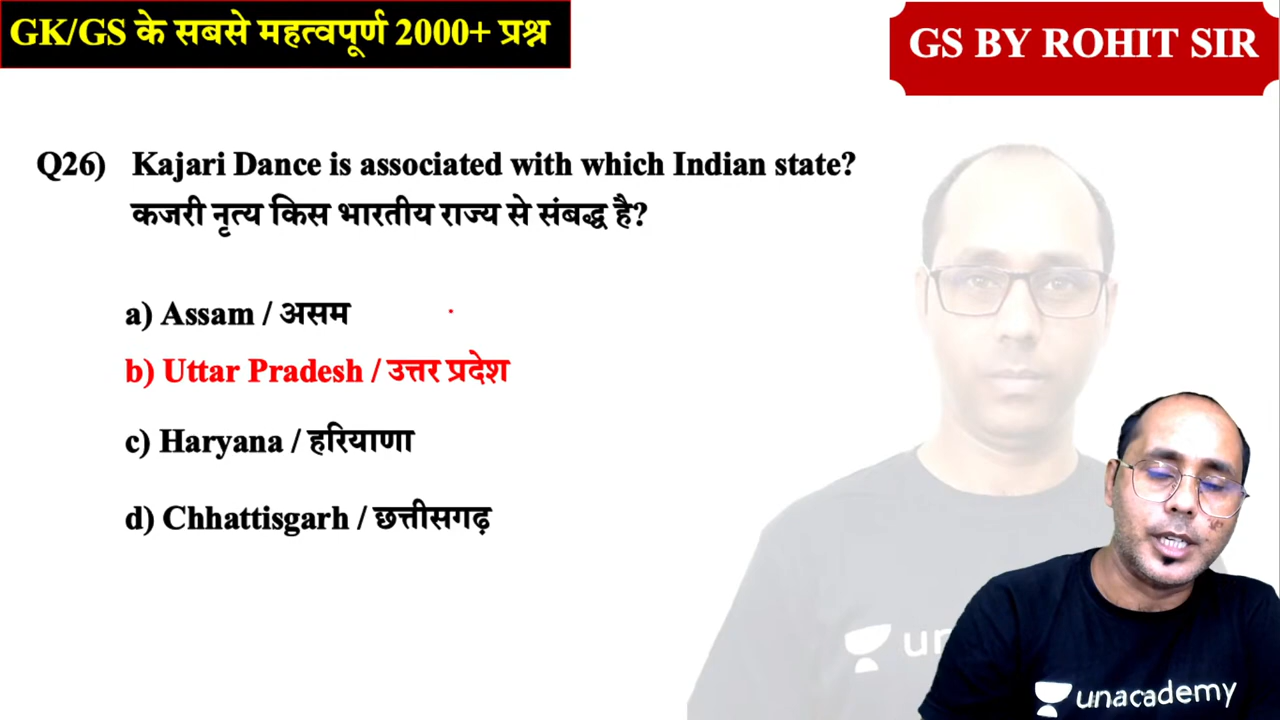 GK/GS के सबसे महत्वपूर्ण 2000+ प्रश्न
GS BY ROHIT SIR
Q26) Kajari Dance is associated with which Indian state?
कजरी नृत्य किस भारतीय राज्य से संबद्ध है?
a) Assam / असम
b) Uttar Pradesh / उत्तर प्रदेश
c) Haryana / हरियाणा
d) Chhattisgarh / छत्तीसगढ़
unacademy